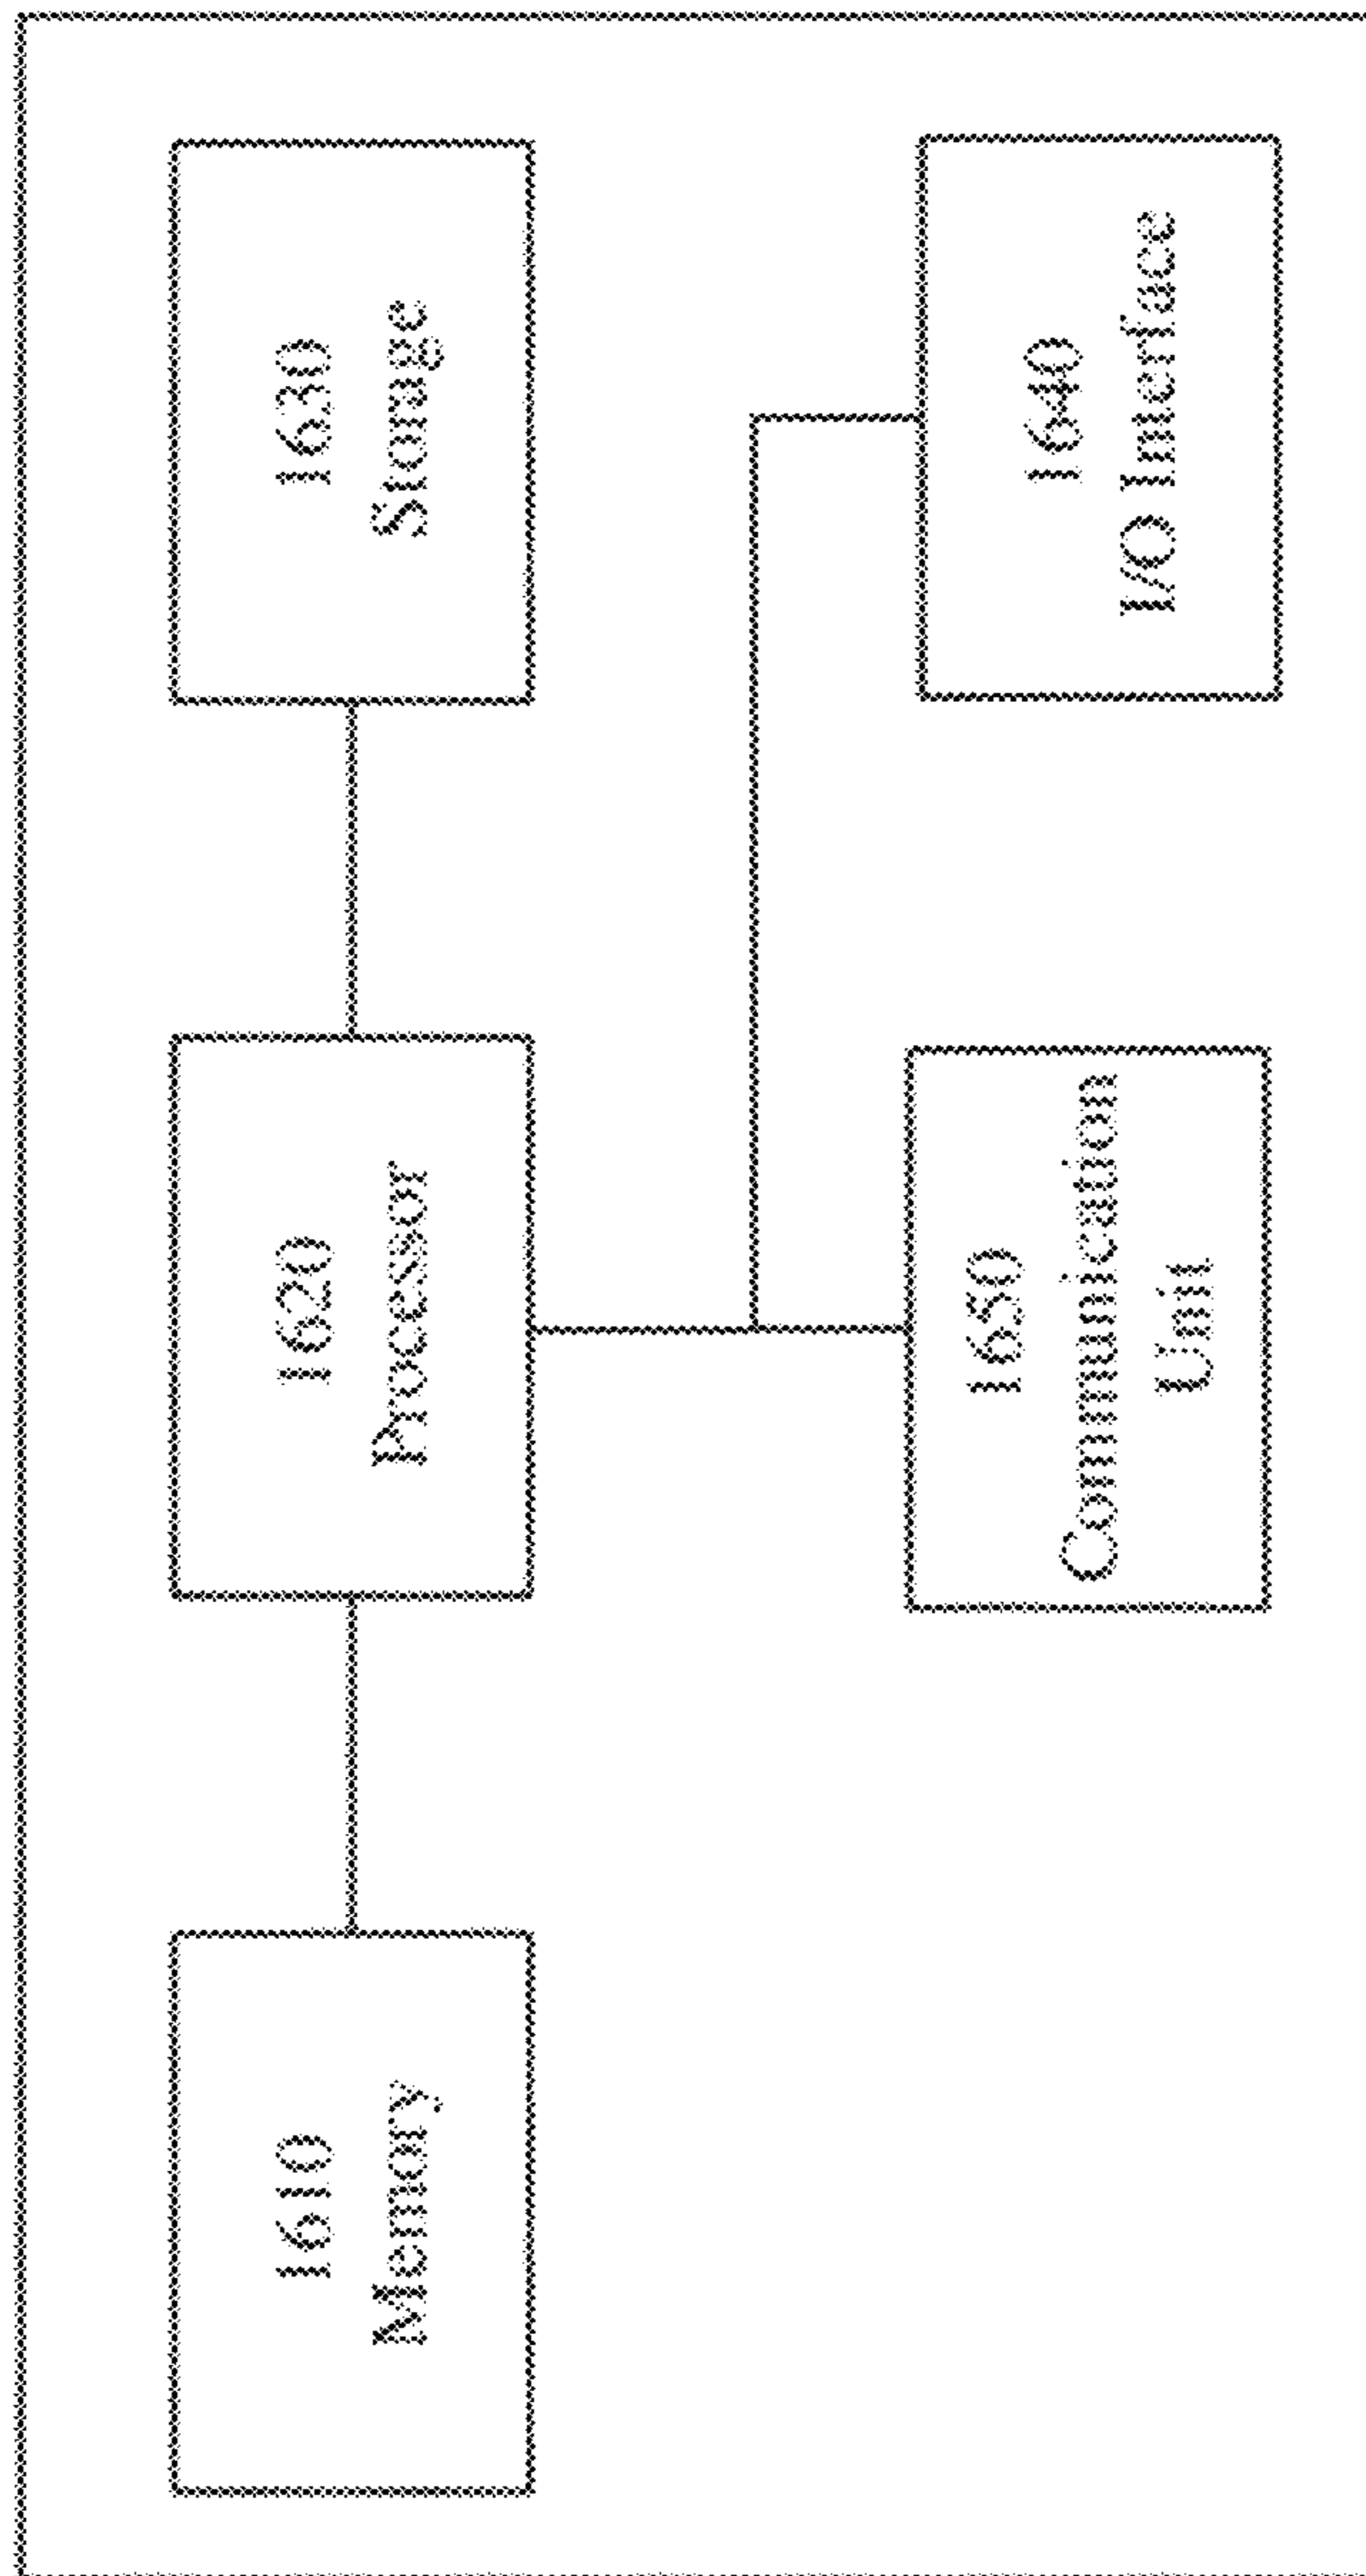 1610
Memory
1620
Processor
1630
Storage
1650
Communication
Unit
1640
I/O Interface